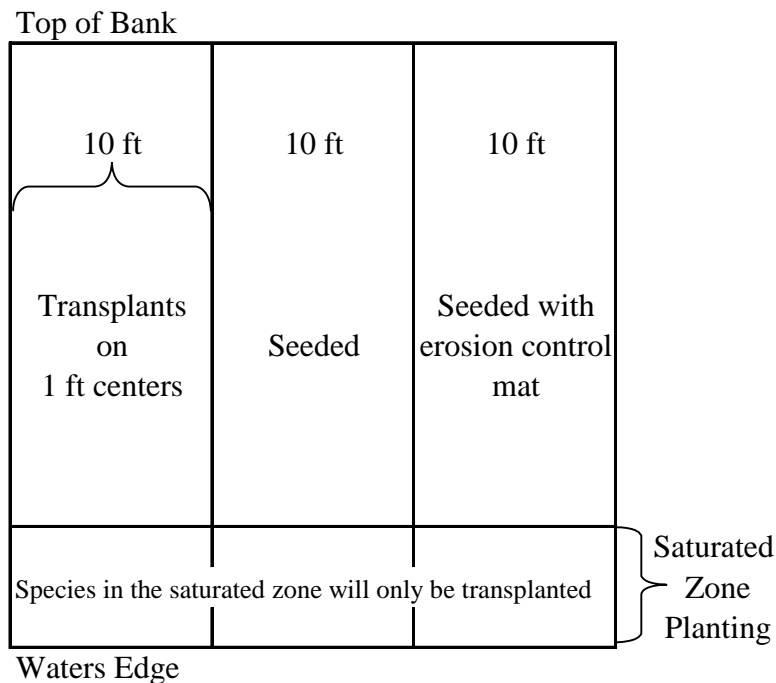 Top of Bank
10 ft
10 ft
10 ft
Transplants
on
1 ft centers
Seeded
Seeded with
erosion control
mat
Species in the saturated zone will only be transplanted
Saturated
Zone
Planting
Waters Edge